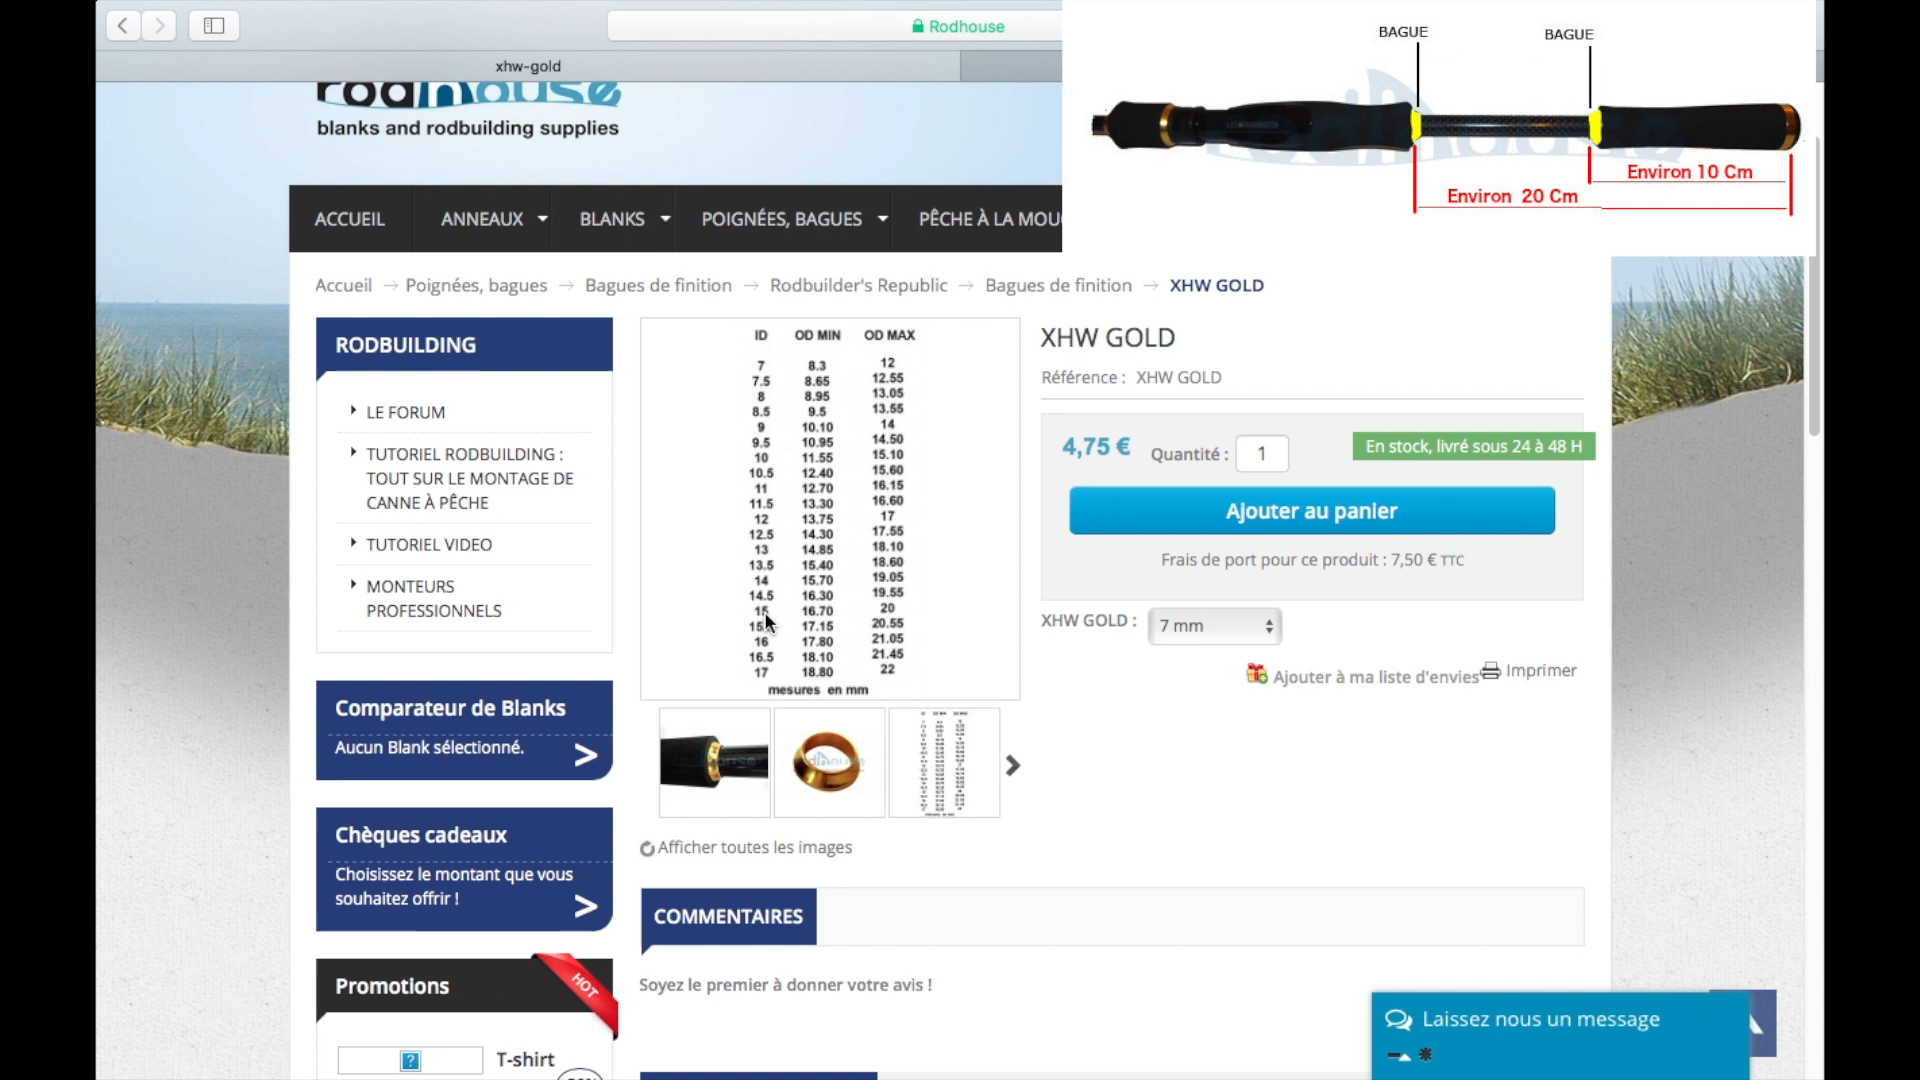 Rodhouse
xhw-gold
rodhouse
blanks and rodbuilding supplies
BAGUE
BAGUE
Environ 10 Cm
Environ 20 Cm
ACCUEIL ANNEAUX BLANKS POIGNÉES, BAGUES PÊCHE À LA MOU
Accueil → Poignées, bagues → Bagues de finition → Rodbuilder's Republic → Bagues de finition → XHW GOLD
RODBUILDING
LE FORUM
TUTORIEL RODBUILDING :
TOUT SUR LE MONTAGE DE
CANNE À PÊCHE
TUTORIEL VIDEO
MONTEURS
PROFESSIONNELS
Comparateur de Blanks
Aucun Blank sélectionné.
>
Chèques cadeaux
Choisissez le montant que vous
souhaitez offrir !
>
Promotions
HOT
T-shirt
ID OD MIN OD MAX
7 8.3 12
7.5 8.65 12.55
8 8.95 13.05
8.5 9.5 13.55
9 10.10 14
9.5 10.95 14.50
10 11.55 15.10
10.5 12.40 15.60
11 12.70 16.15
11.5 13.30 16.60
12 13.75 17
12.5 14.30 17.55
13 14.85 18.10
13.5 15.40 18.60
14 15.70 19.05
14.5 16.30 19.55
15 16.70 20
15 17.15 20.55
16 17.80 21.05
16.5 18.10 21.45
17 18.80 22
mesures en mm
Afficher toutes les images
XHW GOLD
Référence : XHW GOLD
4,75 € Quantité : 1 En stock, livré sous 24 à 48 H
Ajouter au panier
Frais de port pour ce produit : 7,50 € TTC
XHW GOLD : 7 mm
Ajouter à ma liste d'envies Imprimer
COMMENTAIRES
Soyez le premier à donner votre avis !
Laissez nous un message